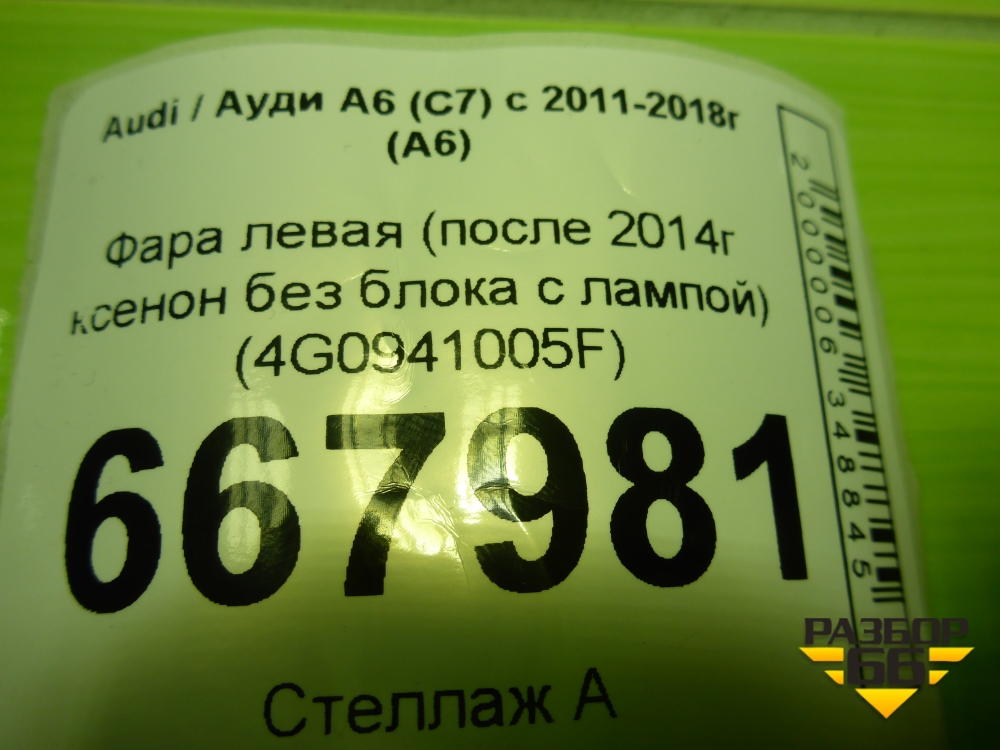 Audi / Ауди А6 (С7) с 2011-2018г
(А6)
Фара левая (после 2014г
ксенон без блока с лампой)
(4G0941005F)
667981
Стеллаж А
2000006348845
РАЗБОР
66